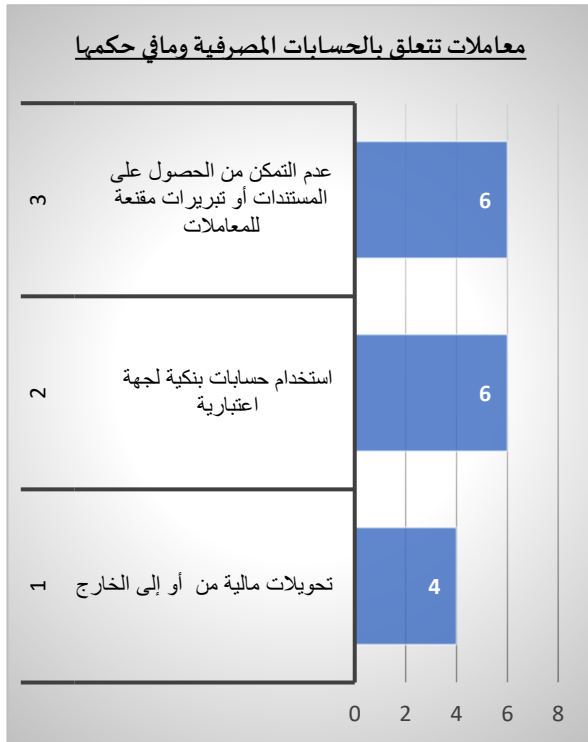 معاملات تتعلق بالحسابات المصرفية ومافي حكمها
3
عدم التمكن من الحصول على
المستندات أو تبريرات مقنعة
للمعاملات
6
2
استخدام حسابات بنكية لجهة
اعتبارية
6
1
تحويلات مالية من أو إلى الخارج
4
0 2 4 6 8